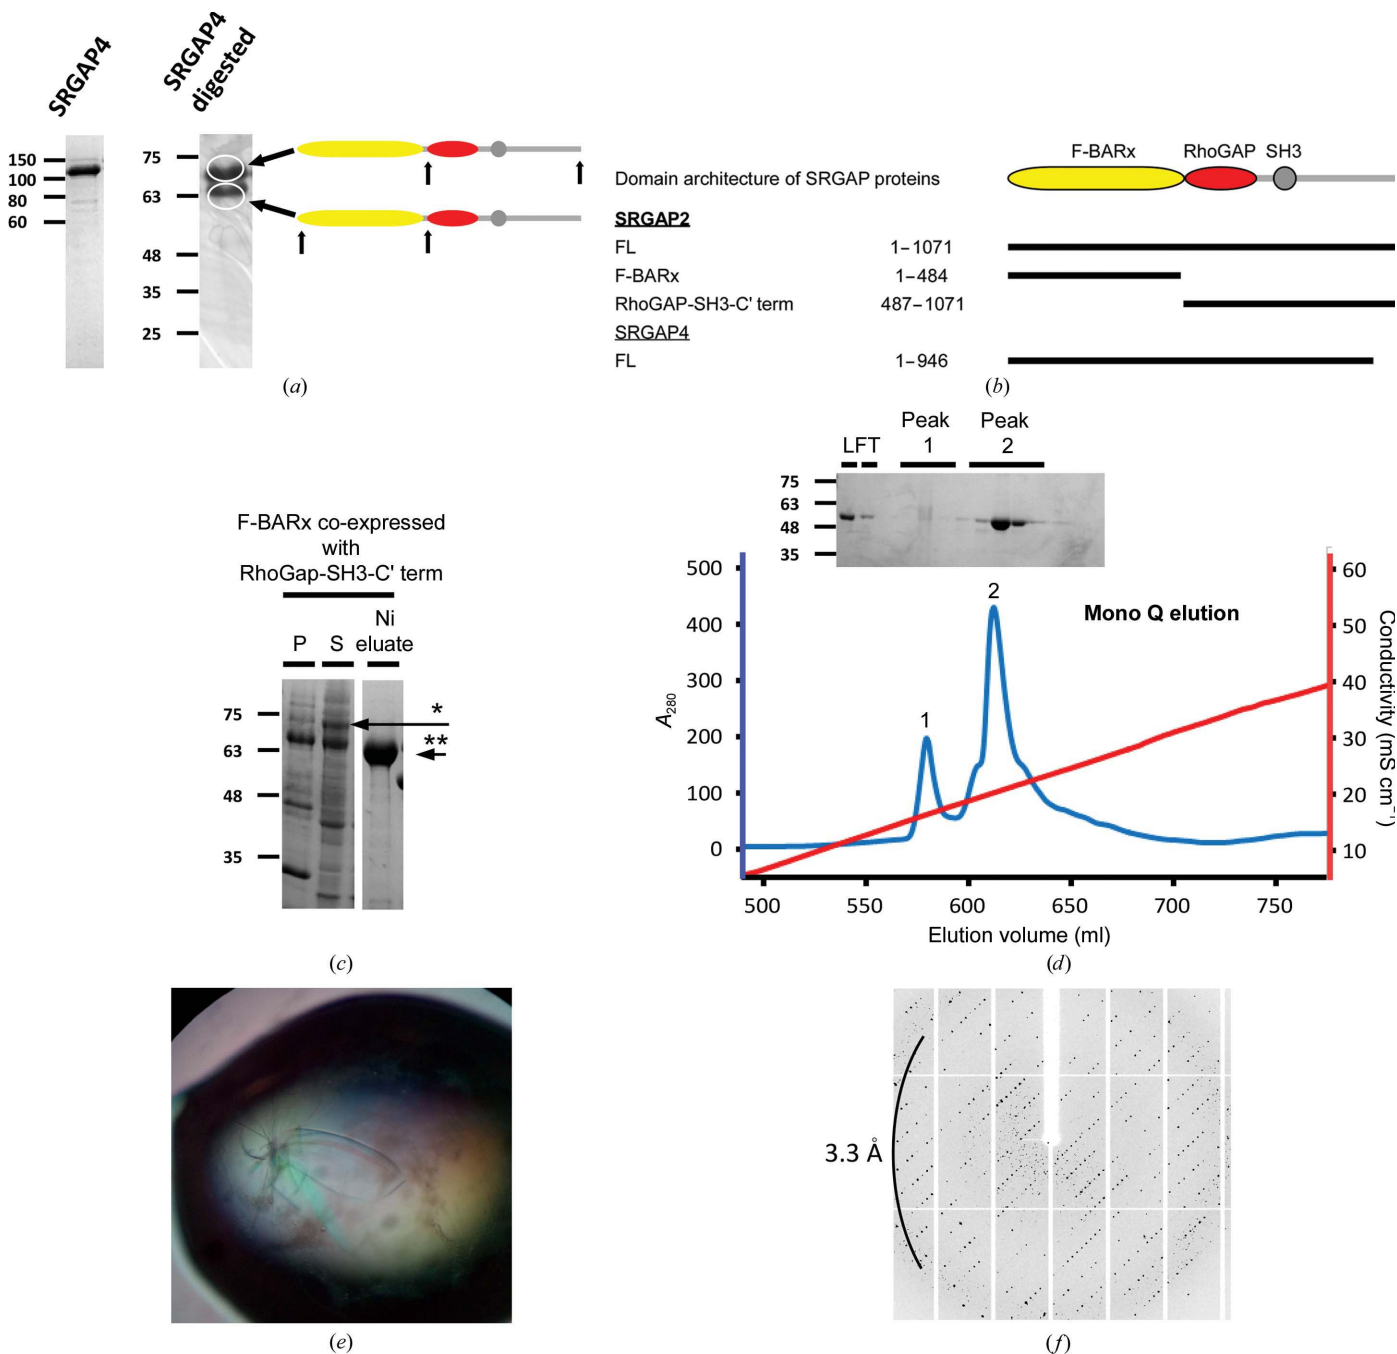 SRGAP4
SRGAP4
digested
150
100
80
60
75
63
48
35
25
(a)
F-BARx RhoGAP SH3
Domain architecture of SRGAP proteins
SRGAP2
FL 1–1071
F-BARx 1–484
RhoGAP-SH3-C' term 487–1071
SRGAP4
FL 1–946
(b)
F-BARx co-expressed
with
RhoGap-SH3-C' term
P S Ni
eluate
75
63
48
35
*
**
(c)
LFT
Peak
1
Peak
2
75
63
48
35
Mono Q elution
1
2
A280
500
400
300
200
100
0
Conductivity (mS cm⁻¹)
60
50
40
30
20
10
500 550 600 650 700 750
Elution volume (ml)
(d)
(e)
3.3 Å
(f)